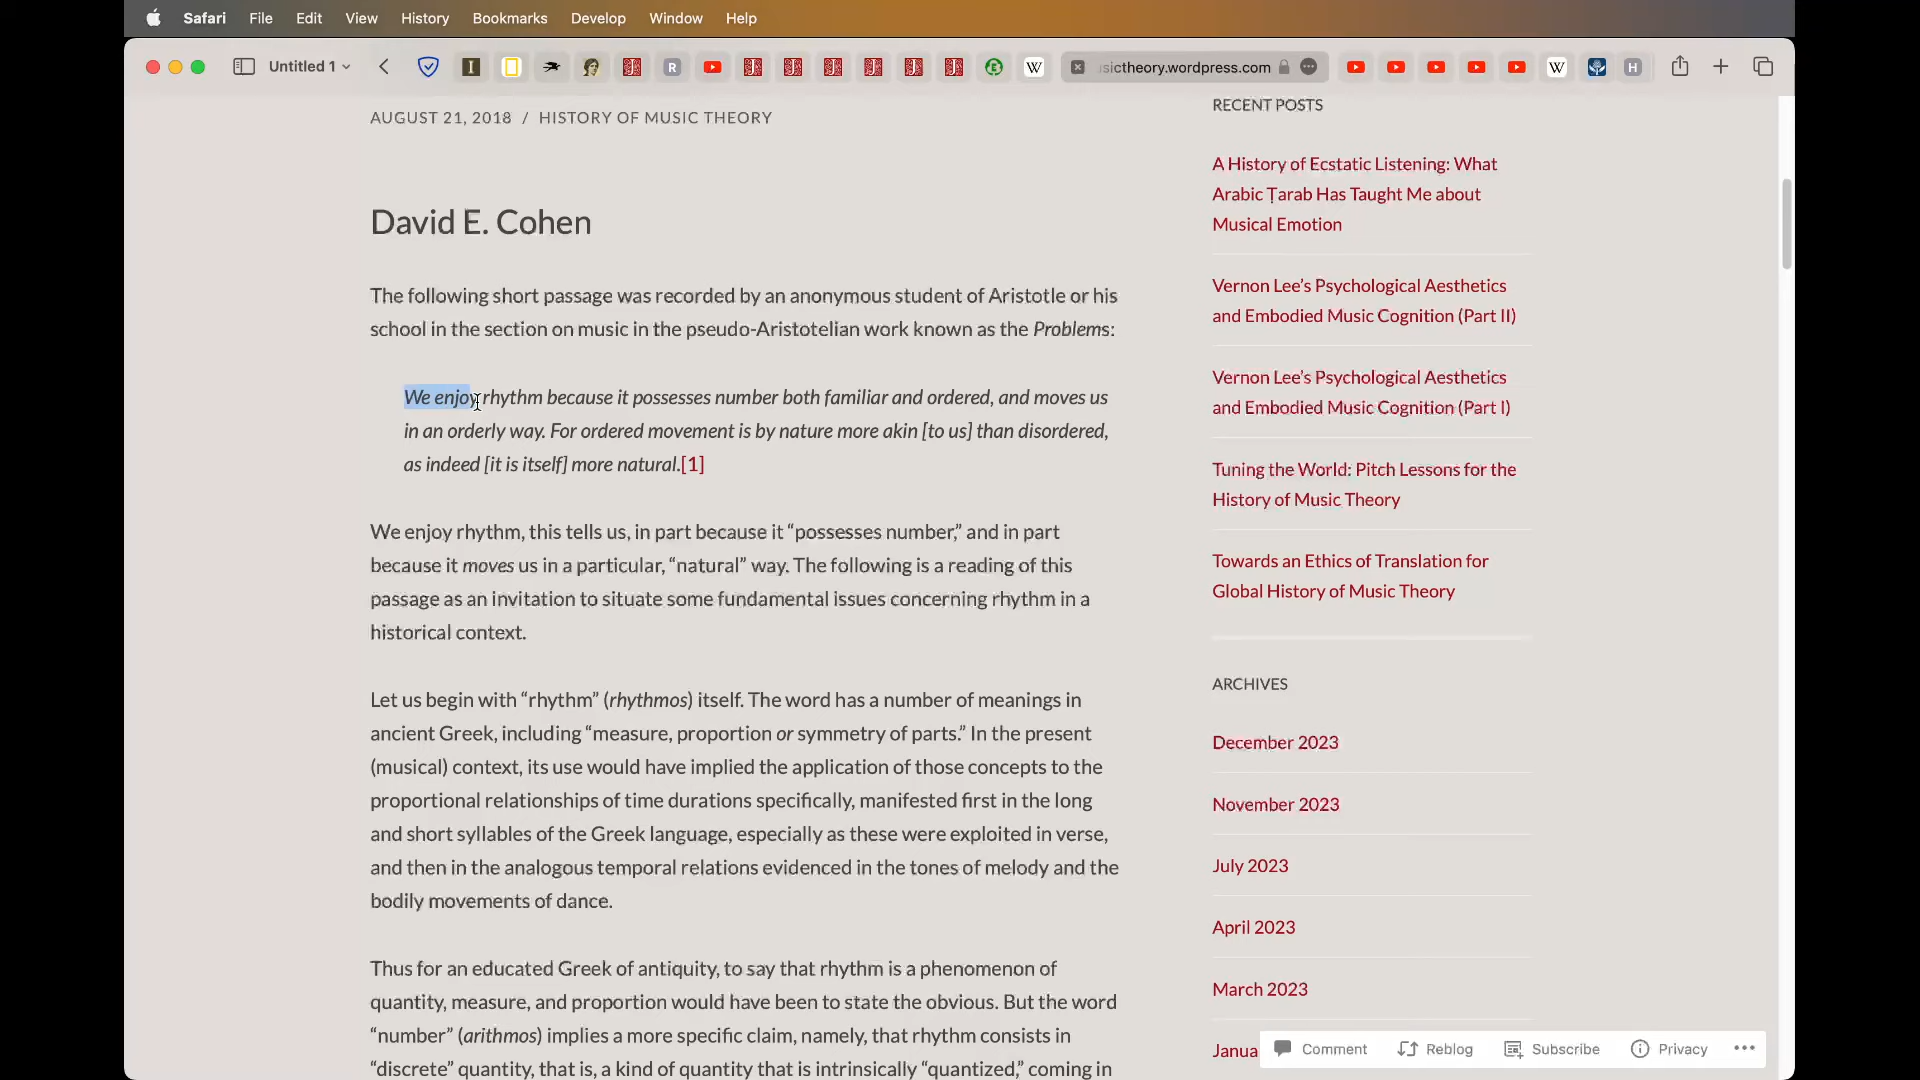 Safari File Edit View History Bookmarks Develop Window Help
Untitled 1
sictheory.wordpress.com
AUGUST 21, 2018 / HISTORY OF MUSIC THEORY
David E. Cohen
The following short passage was recorded by an anonymous student of Aristotle or his
school in the section on music in the pseudo-Aristotelian work known as the Problems:
We enjoy rhythm because it possesses number both familiar and ordered, and moves us
in an orderly way. For ordered movement is by nature more akin [to us] than disordered,
as indeed [it is itself] more natural.[1]
We enjoy rhythm, this tells us, in part because it “possesses number,” and in part
because it moves us in a particular, “natural” way. The following is a reading of this
passage as an invitation to situate some fundamental issues concerning rhythm in a
historical context.
Let us begin with “rhythm” (rhythmos) itself. The word has a number of meanings in
ancient Greek, including “measure, proportion or symmetry of parts.” In the present
(musical) context, its use would have implied the application of those concepts to the
proportional relationships of time durations specifically, manifested first in the long
and short syllables of the Greek language, especially as these were exploited in verse,
and then in the analogous temporal relations evidenced in the tones of melody and the
bodily movements of dance.
Thus for an educated Greek of antiquity, to say that rhythm is a phenomenon of
quantity, measure, and proportion would have been to state the obvious. But the word
“number” (arithmos) implies a more specific claim, namely, that rhythm consists in
“discrete” quantity, that is, a kind of quantity that is intrinsically “quantized,” coming in
RECENT POSTS
A History of Ecstatic Listening: What
Arabic Ṭarab Has Taught Me about
Musical Emotion
Vernon Lee’s Psychological Aesthetics
and Embodied Music Cognition (Part II)
Vernon Lee’s Psychological Aesthetics
and Embodied Music Cognition (Part I)
Tuning the World: Pitch Lessons for the
History of Music Theory
Towards an Ethics of Translation for
Global History of Music Theory
ARCHIVES
December 2023
November 2023
July 2023
April 2023
March 2023
Janua
Comment Reblog Subscribe Privacy